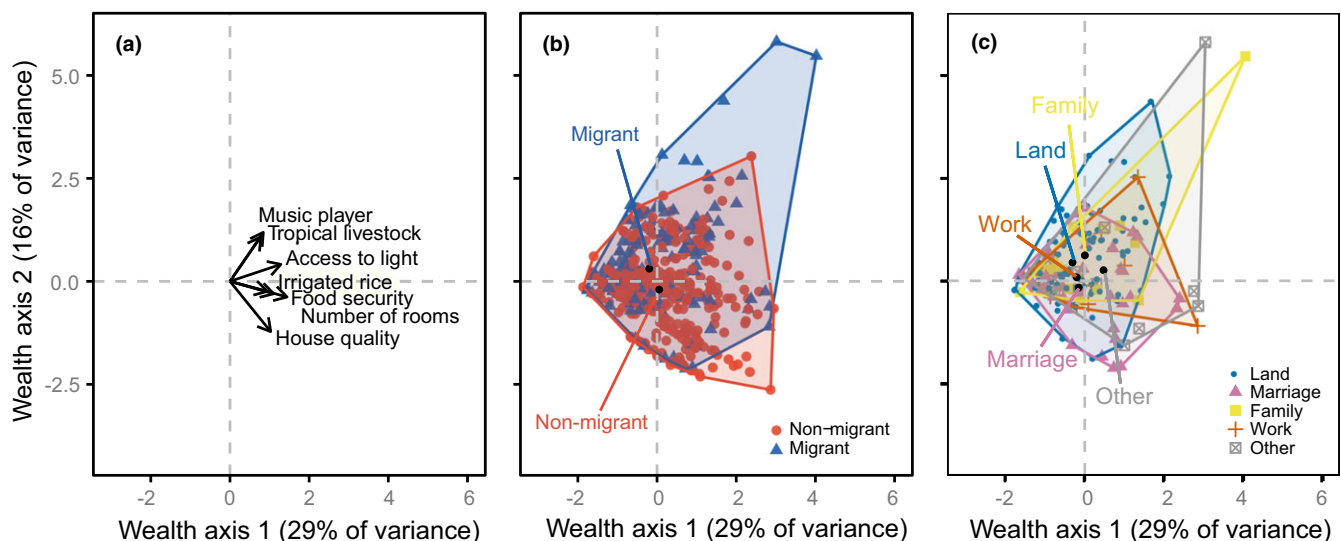 (a)
(b)
(c)
Wealth axis 2 (16% of variance)
5.0
2.5
0.0
-2.5
Music player
Tropical livestock
Access to light
Irrigated rice
Food security
Number of rooms
House quality
-2
0
2
4
6
Wealth axis 1 (29% of variance)
Migrant
Non-migrant
Non-migrant
Migrant
-2
0
2
4
6
Wealth axis 1 (29% of variance)
Family
Land
Work
Marriage
Other
Land
Marriage
Family
Work
Other
-2
0
2
4
6
Wealth axis 1 (29% of variance)